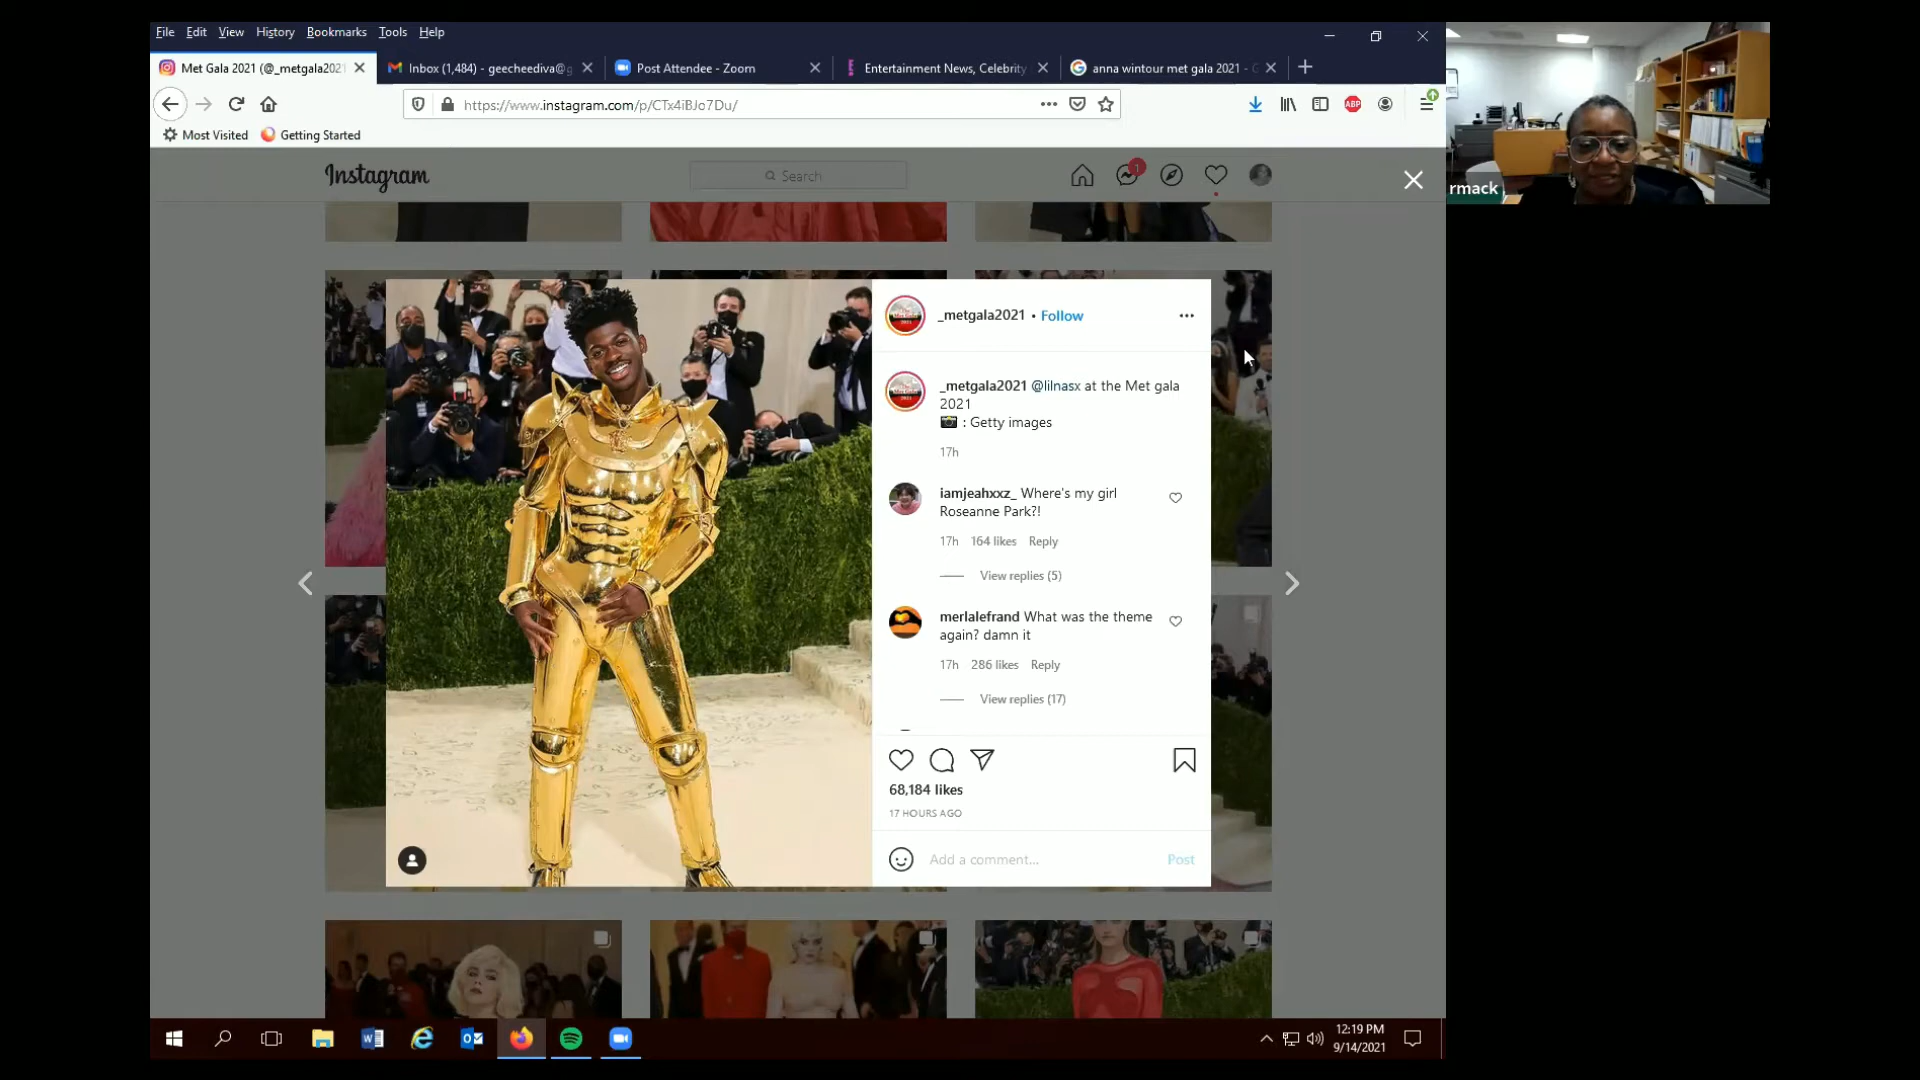 File Edit View History Bookmarks Tools Help
Met Gala 2021 (@_metgala2021
Inbox (1,484) - geecheediva@g
Post Attendee - Zoom
Entertainment News, Celebrity
anna wintour met gala 2021 - G
https://www.instagram.com/p/CTx4iBJo7Du/
ABP
Most Visited Getting Started
Instagram
Search
1
rmack
_metgala2021 • Follow
_metgala2021 @lilnasx at the Met gala
2021
: Getty images
17h
iamjeahxxz_ Where's my girl
Roseanne Park?!
17h 164 likes Reply
View replies (5)
merlalefrand What was the theme
again? damn it
17h 286 likes Reply
View replies (17)
68,184 likes
17 HOURS AGO
Add a comment...
Post
12:19 PM
9/14/2021